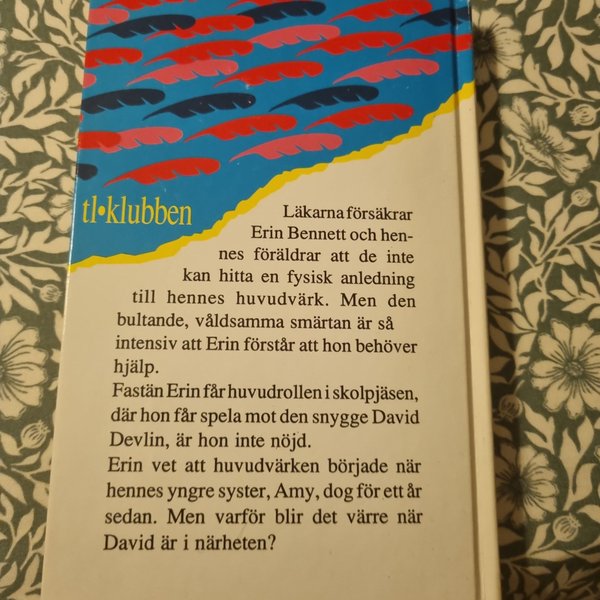 tl•klubben
Läkarna försäkrar
Erin Bennett och hen-
nes föräldrar att de inte
kan hitta en fysisk anledning
till hennes huvudvärk. Men den
bultande, våldsamma smärtan är så
intensiv att Erin förstår att hon behöver
hjälp.
Fastän Erin får huvudrollen i skolpjäsen,
där hon får spela mot den snygge David
Devlin, är hon inte nöjd.
Erin vet att huvudvärken började när
hennes yngre syster, Amy, dog för ett år
sedan. Men varför blir det värre när
David är i närheten?